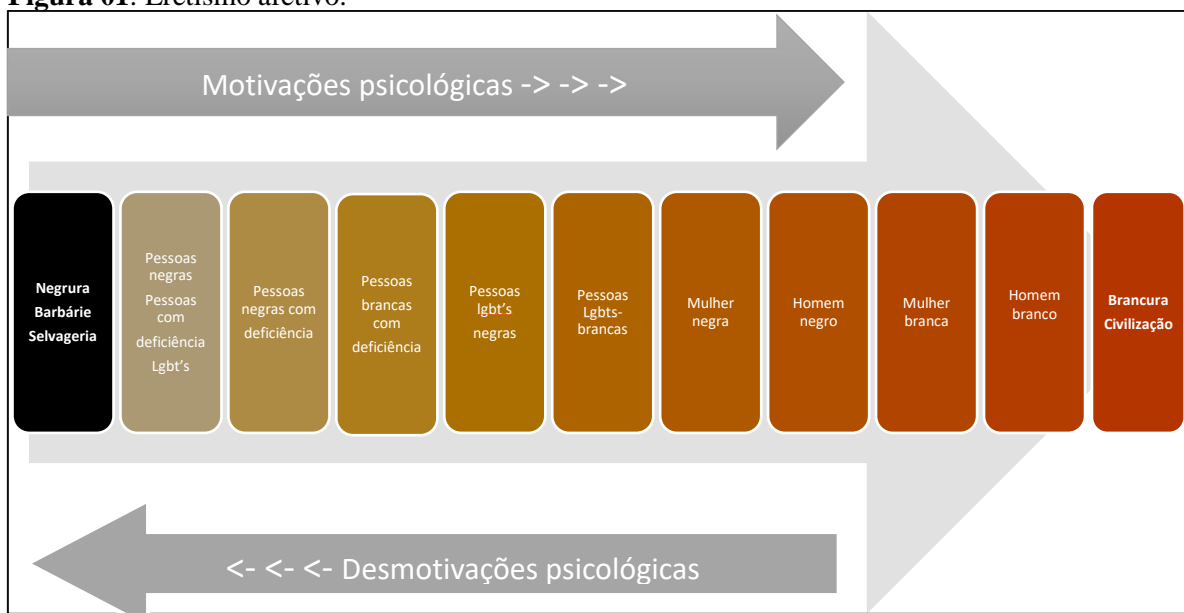 Figura 01. Eretismo afetivo.
Motivações psicológicas -> -> ->
Negrura
Barbárie
Selvageria
Pessoas
negras
Pessoas
com
deficiência
Lgbt's
Pessoas
negras com
deficiência
Pessoas
brancas
com
deficiência
Pessoas
lgbt's
negras
Pessoas
Lgbts-
brancas
Mulher
negra
Homem
negro
Mulher
branca
Homem
branco
Brancura
Civilização
<- <- <- Desmotivações psicológicas